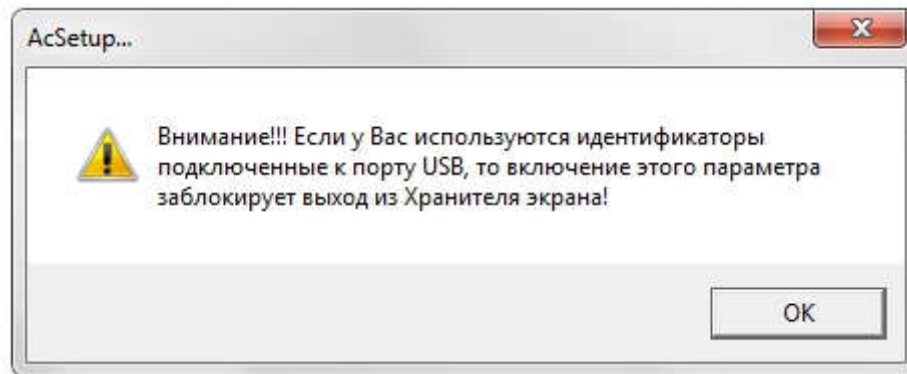 AcSetup...
Внимание!!! Если у Вас используются идентификаторы
подключенные к порту USB, то включение этого параметра
заблокирует выход из Хранителя экрана!
OK